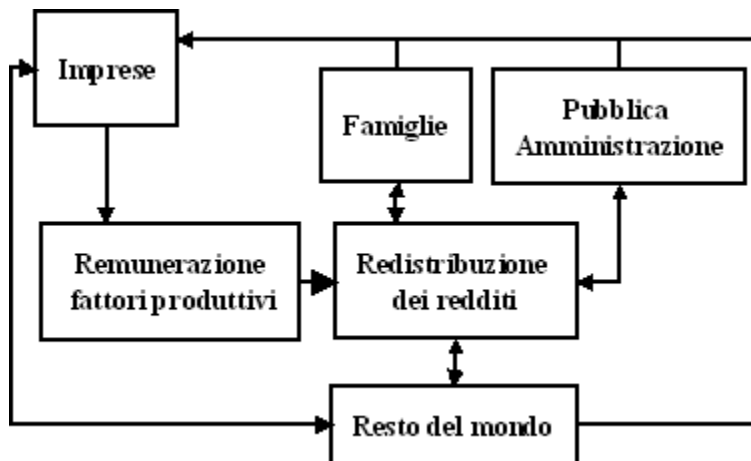 Imprese
Famiglie
Pubblica
Amministrazione
Remunerazione
fattori produttivi
Redistribuzione
dei redditi
Resto del mondo